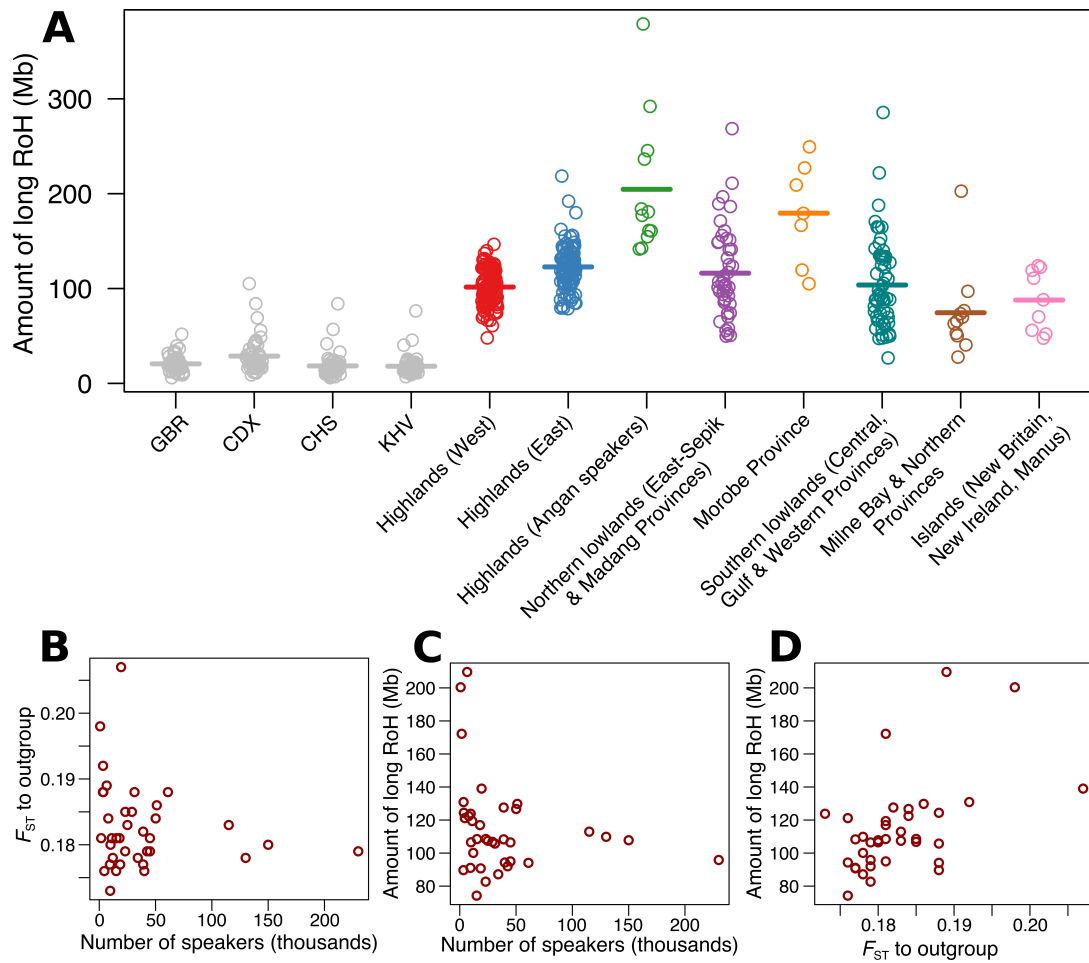 A
Amount of long RoH (Mb)
300
200
100
0
GBR
CDX
CHS
KHV
Highlands (West)
Highlands (East)
Highlands (Angan speakers)
Northern lowlands (East-Sepik
& Madang Provinces)
Morobe Province
Southern lowlands (Central,
Gulf & Western Provinces)
Milne Bay & Northern
Provinces
Islands (New Britain,
New Ireland, Manus)
B
FST to outgroup
0.20
0.19
0.18
0
50
100
150
200
Number of speakers (thousands)
C
Amount of long RoH (Mb)
200
180
160
140
120
100
80
0
50
100
150
200
Number of speakers (thousands)
D
Amount of long RoH (Mb)
200
180
160
140
120
100
80
0.18
0.19
0.20
FST to outgroup